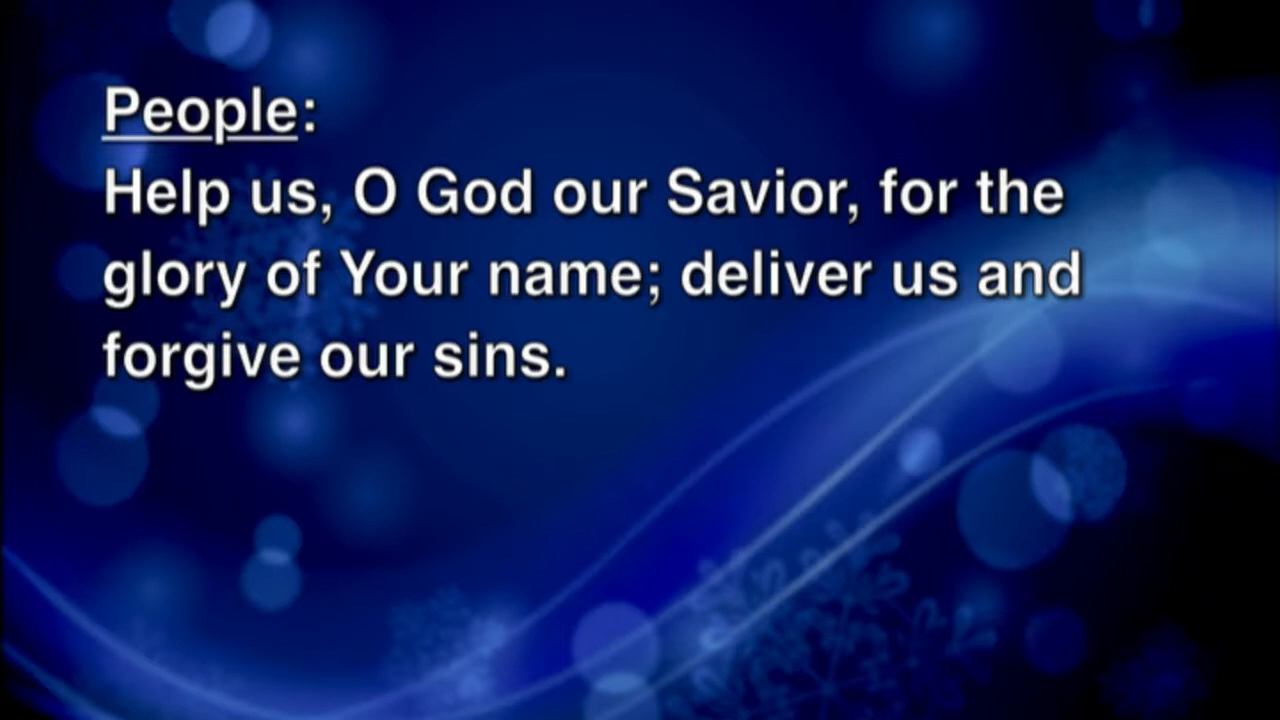 People:
Help us, O God our Savior, for the
glory of Your name; deliver us and
forgive our sins.